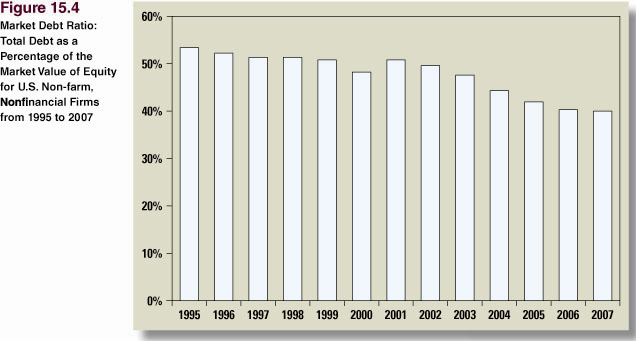 Figure 15.4
Market Debt Ratio:
Total Debt as a
Percentage of the
Market Value of Equity
for U.S. Non-farm,
Nonfinancial Firms
from 1995 to 2007
60%
50%
40%
30%
20%
10%
0%
1995 1996 1997 1998 1999 2000 2001 2002 2003 2004 2005 2006 2007